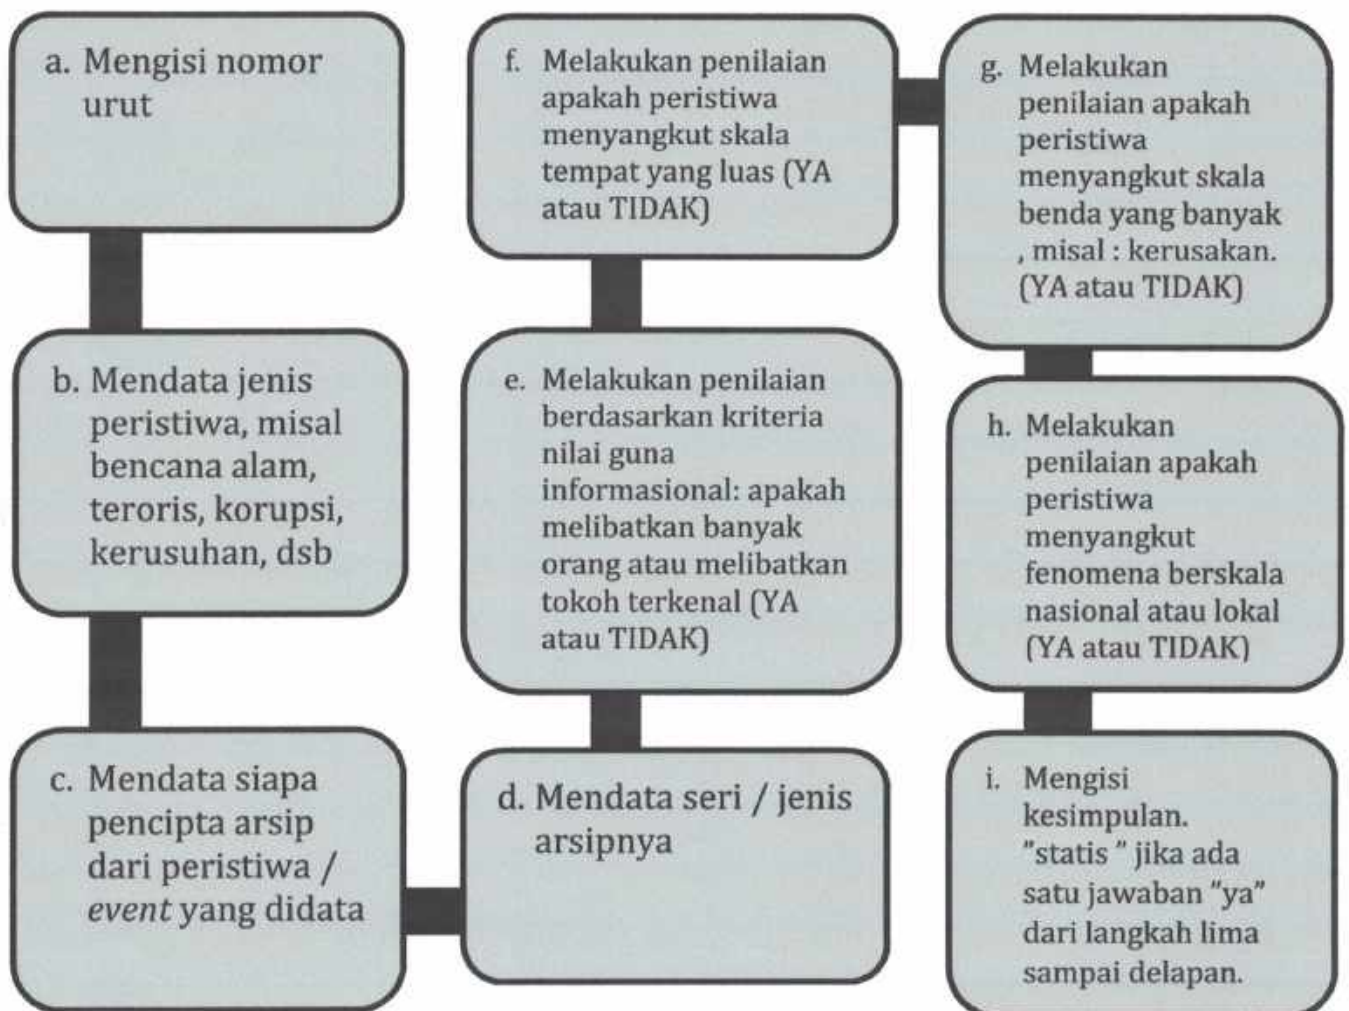 a. Mengisi nomor
urut
b. Mendata jenis
peristiwa, misal
bencana alam,
teroris, korupsi,
kerusuhan, dsb
c. Mendata siapa
pencipta arsip
dari peristiwa /
event yang didata
d. Mendata seri / jenis
arsipnya
e. Melakukan penilaian
berdasarkan kriteria
nilai guna
informasional: apakah
melibatkan banyak
orang atau melibatkan
tokoh terkenal (YA
atau TIDAK)
f. Melakukan penilaian
apakah peristiwa
menyangkut skala
tempat yang luas (YA
atau TIDAK)
g. Melakukan
penilaian apakah
peristiwa
menyangkut skala
benda yang banyak
, misal : kerusakan.
(YA atau TIDAK)
h. Melakukan
penilaian apakah
peristiwa
menyangkut
fenomena berskala
nasional atau lokal
(YA atau TIDAK)
i. Mengisi
kesimpulan.
"statis " jika ada
satu jawaban "ya"
dari langkah lima
sampai delapan.